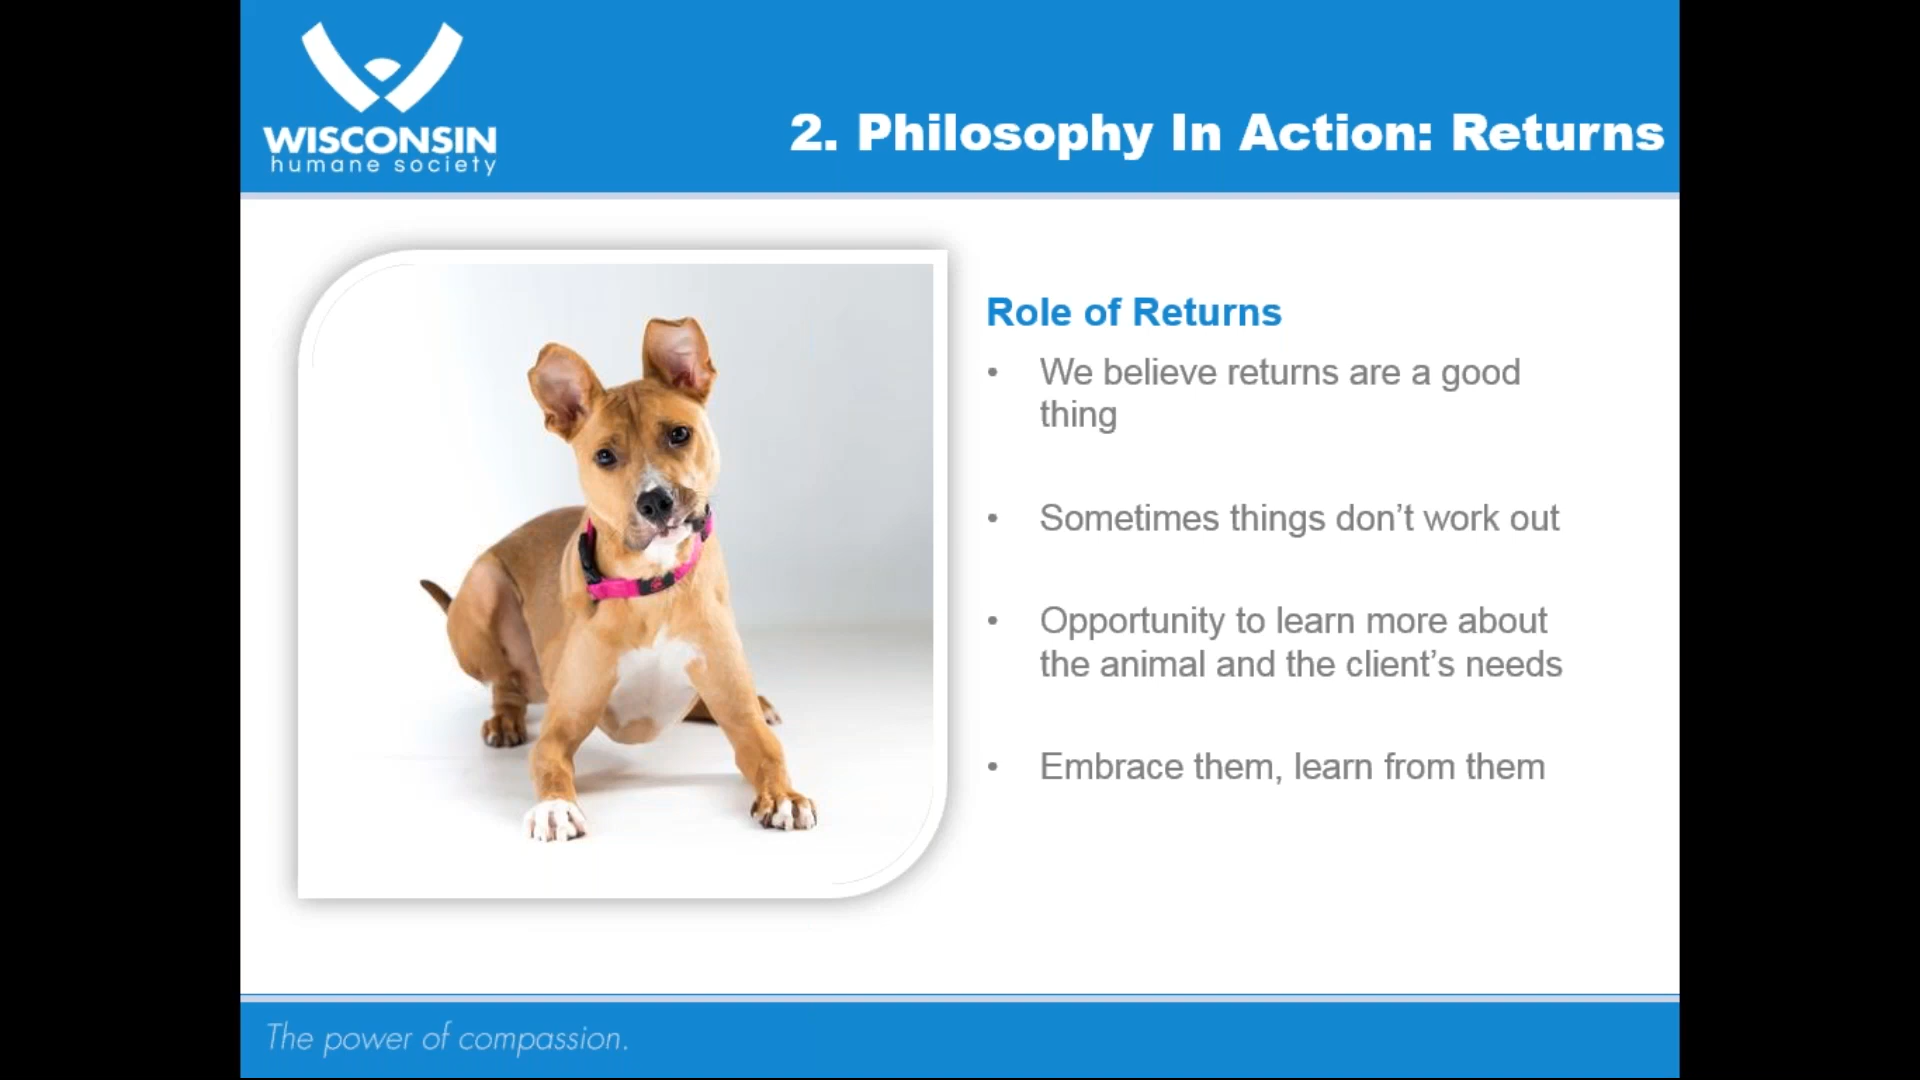 WISCONSIN
humane society
2. Philosophy In Action: Returns
Role of Returns
• We believe returns are a good
thing
• Sometimes things don’t work out
• Opportunity to learn more about
the animal and the client’s needs
• Embrace them, learn from them
The power of compassion.